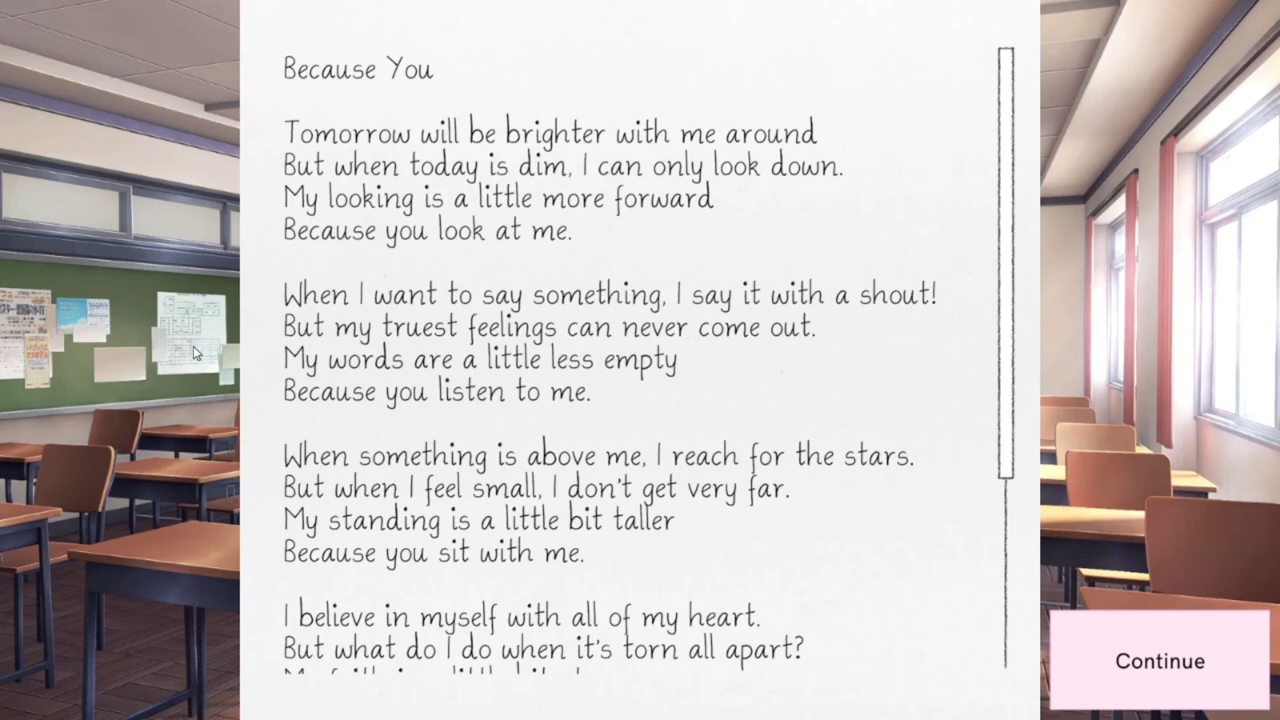 Because You
Tomorrow will be brighter with me around
But when today is dim, I can only look down.
My looking is a little more forward
Because you look at me.
When I want to say something, I say it with a shout!
But my truest feelings can never come out.
My words are a little less empty
Because you listen to me.
When something is above me, I reach for the stars.
But when I feel small, I don't get very far.
My standing is a little bit taller
Because you sit with me.
I believe in myself with all of my heart.
But what do I do when it's torn all apart?
Continue